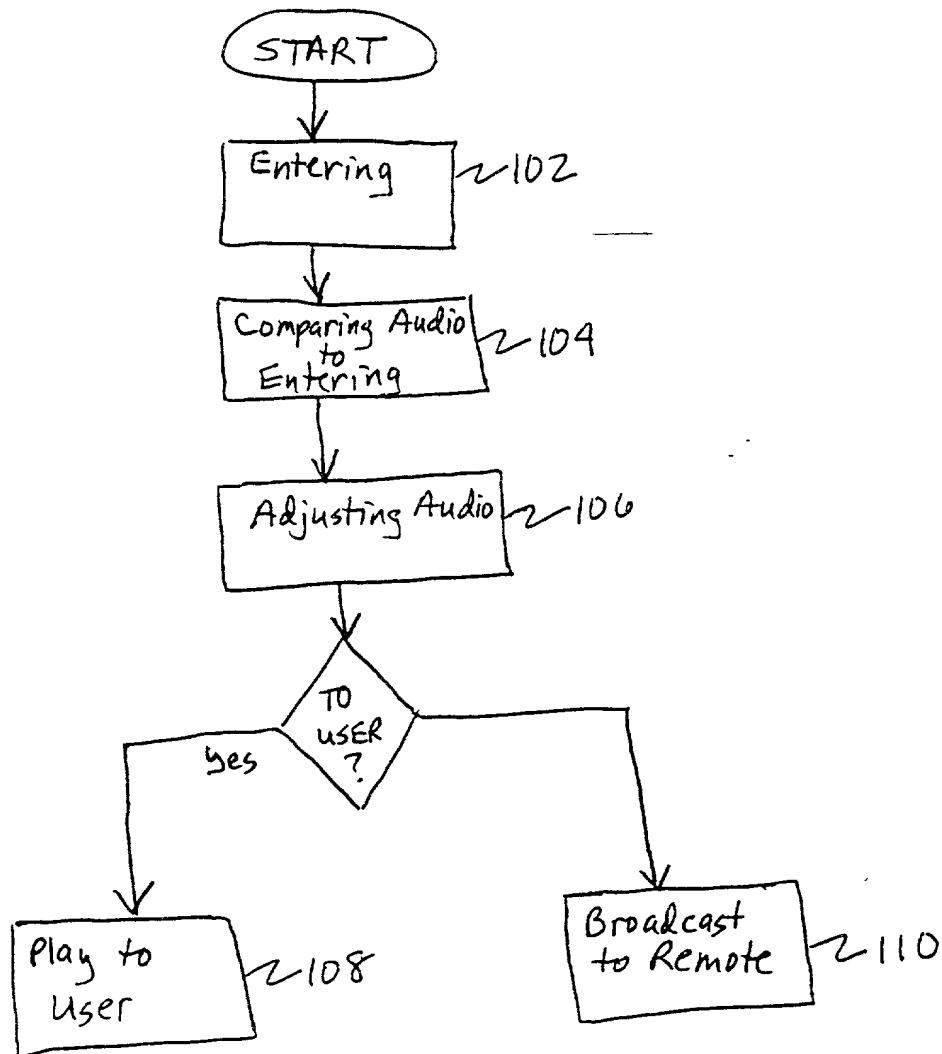 START
Entering
102
Comparing Audio
to
Entering
104
Adjusting Audio
106
TO
USER
?
yes
Play to
User
108
Broadcast
to Remote
110